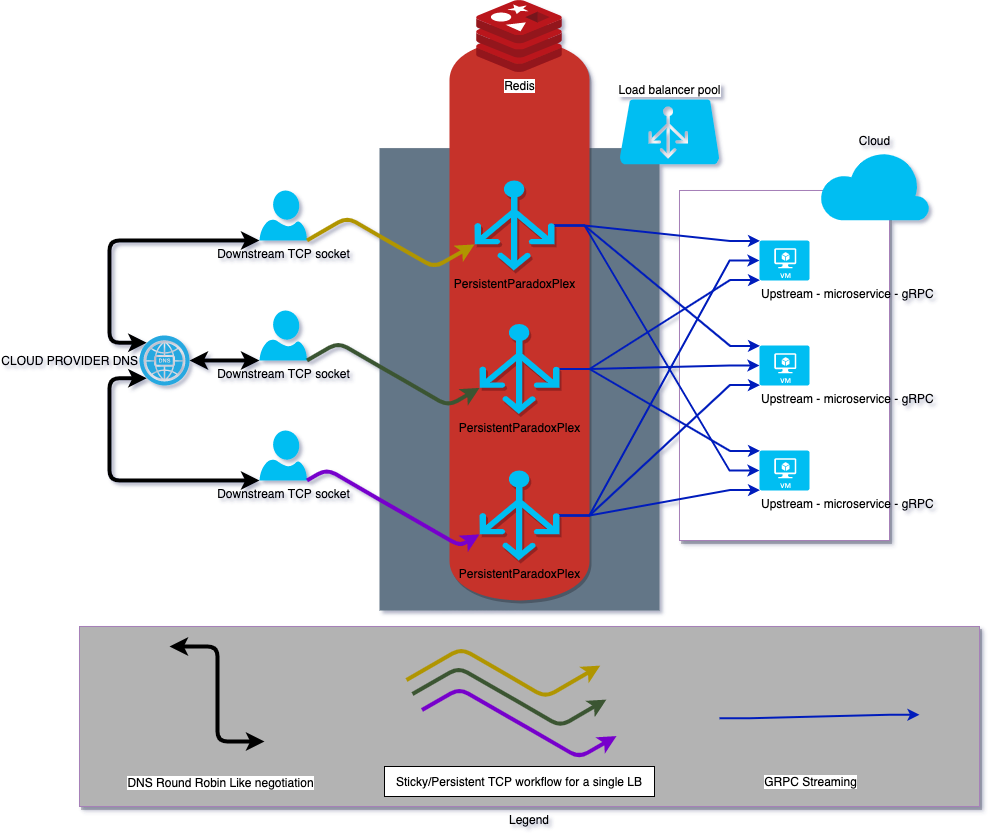 Redis
Load balancer pool
Cloud
Downstream TCP socket
PersistentParadoxPlex
VM
Upstream - microservice - gRPC
CLOUD PROVIDER DNS
DNS
Downstream TCP socket
PersistentParadoxPlex
VM
Upstream - microservice - gRPC
Downstream TCP socket
PersistentParadoxPlex
VM
Upstream - microservice - gRPC
DNS Round Robin Like negotiation
Sticky/Persistent TCP workflow for a single LB
GRPC Streaming
Legend